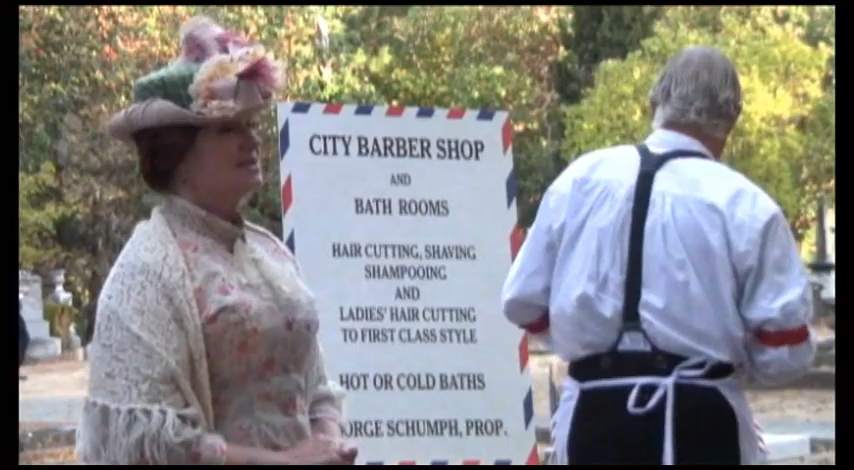 CITY BARBER SHOP
AND
BATH ROOMS
HAIR CUTTING, SHAVING
SHAMPOOING
AND
LADIES' HAIR CUTTING
TO FIRST CLASS STYLE
HOT OR COLD BATHS
SCHUMPH, PROP.